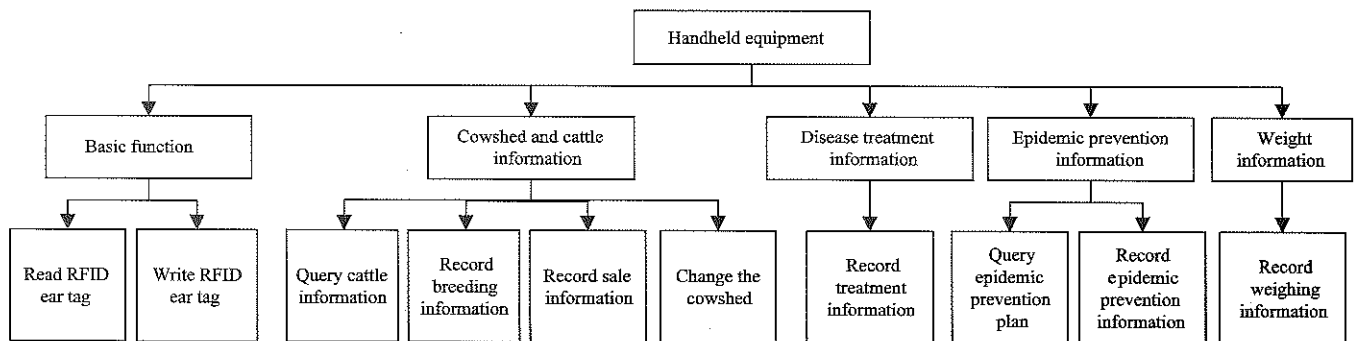 Handheld equipment
Basic function
Cowshed and cattle
information
Disease treatment
information
Epidemic prevention
information
Weight
information
Read RFID
ear tag
Write RFID
ear tag
Query cattle
information
Record
breeding
information
Record sale
information
Change the
cowshed
Record
treatment
information
Query
epidemic
prevention
plan
Record
epidemic
prevention
information
Record
weighing
information